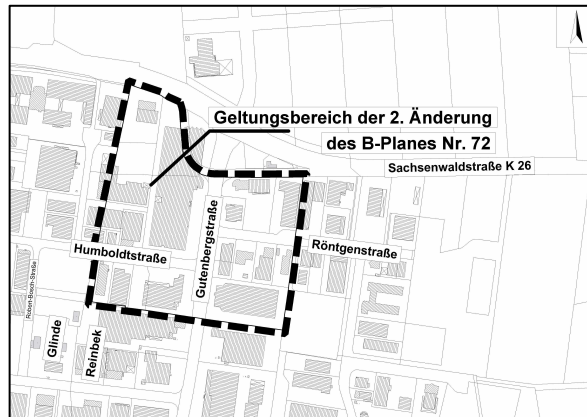 Geltungsbereich der 2. Änderung
des B-Planes Nr. 72
Sachsenwaldstraße K 26
Humboldtstraße
Gutenbergstraße
Röntgenstraße
Robert-Bosch-Straße
Glinde
Reinbek